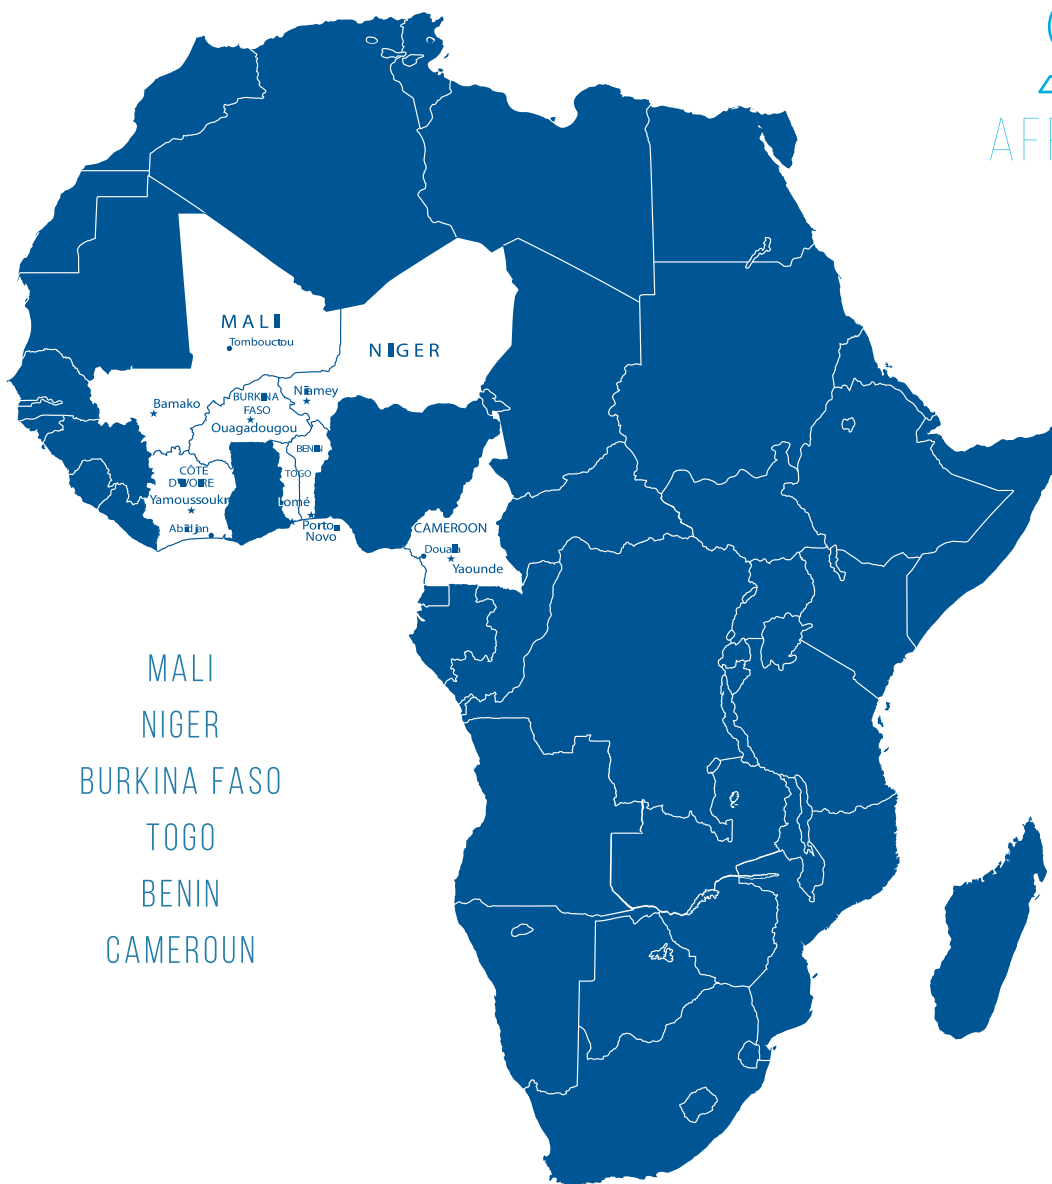 MALI
Tombouctou
NIGER
Bamako
BURKINA
FASO
Ouagadougou
Niamey
BENIN
TOGO
CÔTE
D'IVOIRE
Yamoussoukr
Abidjan
Lomé
Porto
Novo
CAMEROON
Douala
Yaounde
MALI
NIGER
BURKINA FASO
TOGO
BENIN
CAMEROUN